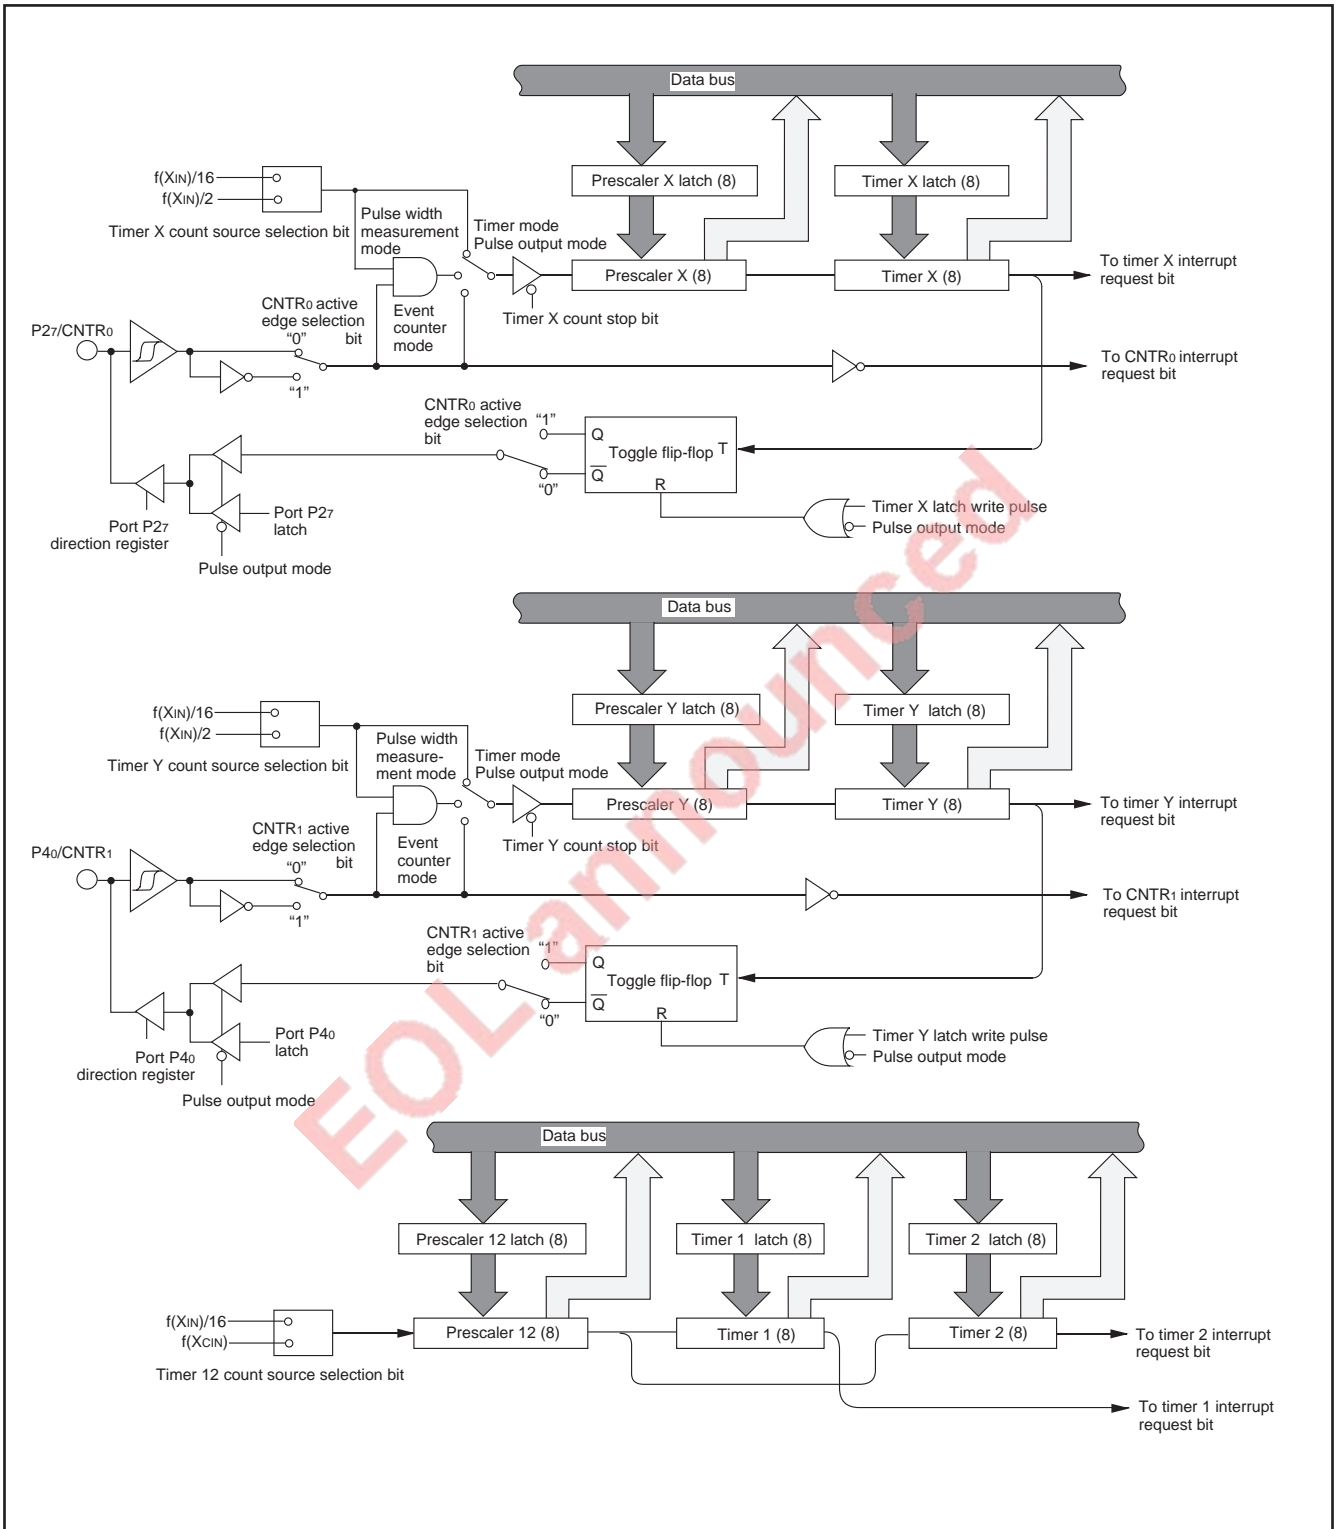 Data bus
Prescaler X latch (8)
Timer X latch (8)
f(XIN)/16
f(XIN)/2
Timer X count source selection bit
Pulse width
measurement
mode
Timer mode
Pulse output mode
Prescaler X (8)
Timer X (8)
To timer X interrupt
request bit
Timer X count stop bit
CNTR0 active
edge selection
bit
Event
counter
mode
P27/CNTR0
“0”
“1”
To CNTR0 interrupt
request bit
CNTR0 active
edge selection
bit
“1”
“0”
Q
Toggle flip-flop
T
Q
R
Port P27
latch
Port P27
direction register
Pulse output mode
Timer X latch write pulse
Pulse output mode
Data bus
Prescaler Y latch (8)
Timer Y latch (8)
f(XIN)/16
f(XIN)/2
Timer Y count source selection bit
Pulse width
measure-
ment mode
Timer mode
Pulse output mode
Prescaler Y (8)
Timer Y (8)
To timer Y interrupt
request bit
Timer Y count stop bit
CNTR1 active
edge selection
bit
Event
counter
mode
P40/CNTR1
“0”
“1”
To CNTR1 interrupt
request bit
CNTR1 active
edge selection
bit
“1”
“0”
Q
Toggle flip-flop
T
Q
R
Port P40
latch
Port P40
direction register
Pulse output mode
Timer Y latch write pulse
Pulse output mode
Data bus
Prescaler 12 latch (8)
Timer 1 latch (8)
Timer 2 latch (8)
f(XIN)/16
f(XCIN)
Timer 12 count source selection bit
Prescaler 12 (8)
Timer 1 (8)
Timer 2 (8)
To timer 2 interrupt
request bit
To timer 1 interrupt
request bit
EOL announced